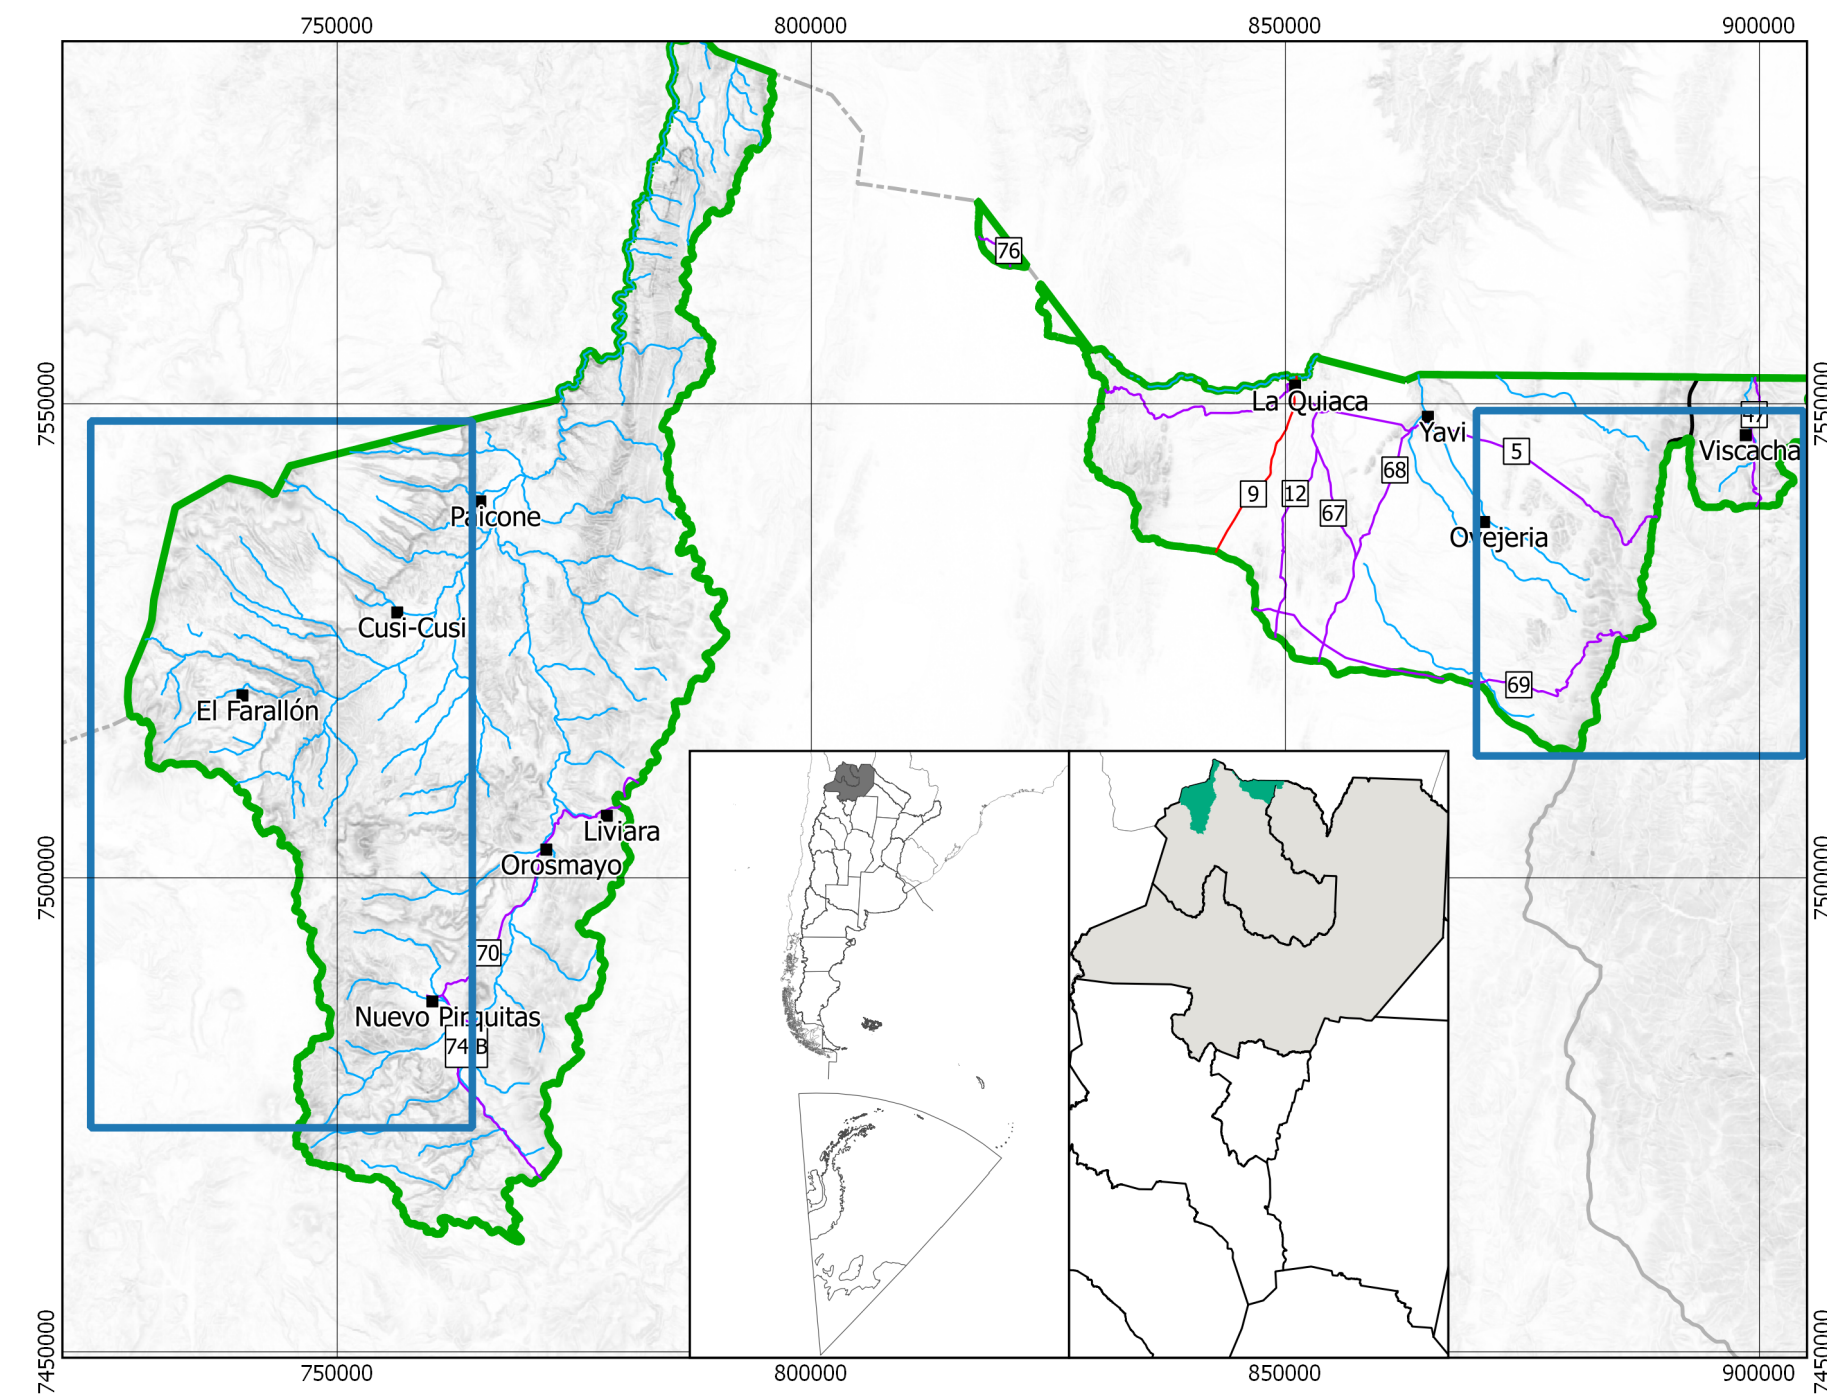 750000
800000
850000
900000
76
7550000
7550000
La Quiaca
47
Yavi
Viscacha
5
68
9
12
67
Paicone
Ovejeria
Cusi-Cusi
69
El Farallón
Liviara
Orosmayo
7500000
7500000
70
Nuevo Pirquitas
74 B
7450000
7450000
750000
800000
850000
900000